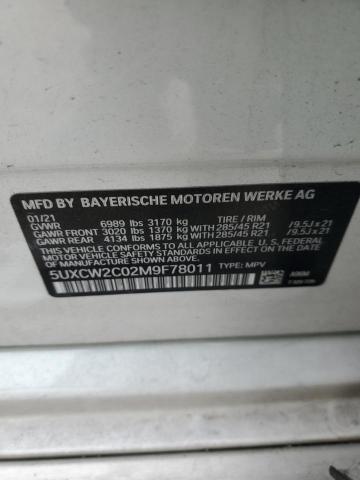 MFD BY BAYERISCHE MOTOREN WERKE AG
01/21
GVWR 6989 lbs 3170 kg TIRE / RIM
GAWR FRONT 3020 lbs 1370 kg WITH 285/45 R21 /9.5J x 21
GAWR REAR 4134 lbs 1875 kg WITH 285/45 R21 /9.5J x 21
THIS VEHICLE CONFORMS TO ALL APPLICABLE U.S. FEDERAL
MOTOR VEHICLE SAFETY STANDARDS IN EFFECT ON THE
DATE OF MANUFACTURE SHOWN ABOVE.
5UXCW2C02M9F78011 TYPE: MPV